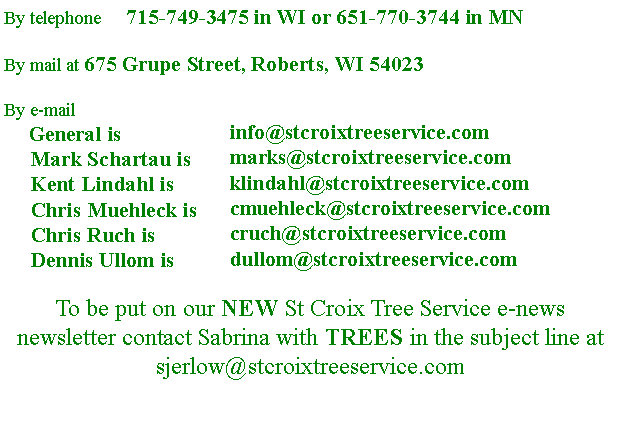 By telephone 715-749-3475 in WI or 651-770-3744 in MN
By mail at 675 Grupe Street, Roberts, WI 54023
By e-mail
General is info@stcroixtreeservice.com
Mark Schartau is marks@stcroixtreeservice.com
Kent Lindahl is klindahl@stcroixtreeservice.com
Chris Muehleck is cmuehleck@stcroixtreeservice.com
Chris Ruch is cruch@stcroixtreeservice.com
Dennis Ullom is dullom@stcroixtreeservice.com
To be put on our NEW St Croix Tree Service e-news
newsletter contact Sabrina with TREES in the subject line at
sjerlow@stcroixtreeservice.com